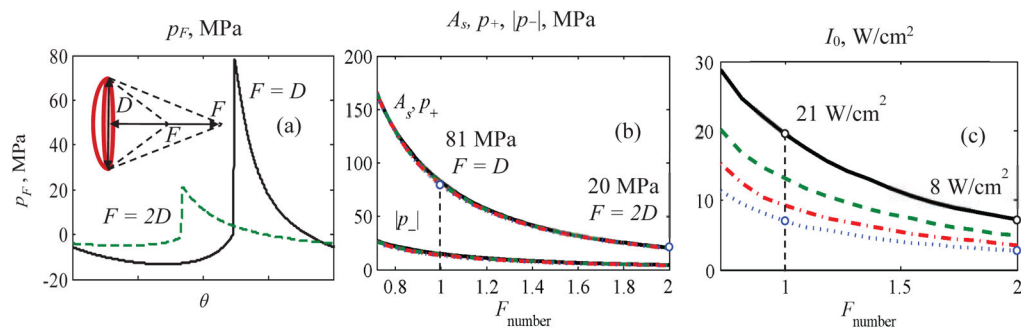 p_F, MPa
A_s, p+, |p−|, MPa
I_0, W/cm²
p_F, MPa
80
60
40
20
0
-20
θ
D
F
F
F = D
(a)
F = 2D
200
150
100
50
0
0.8
1
1.2
1.4
1.6
1.8
2
F_number
A_s, p_+
|p_-|
81 MPa
F = D
(b)
20 MPa
F = 2D
30
20
10
0
1
1.5
2
F_number
21 W/cm²
(c)
8 W/cm²